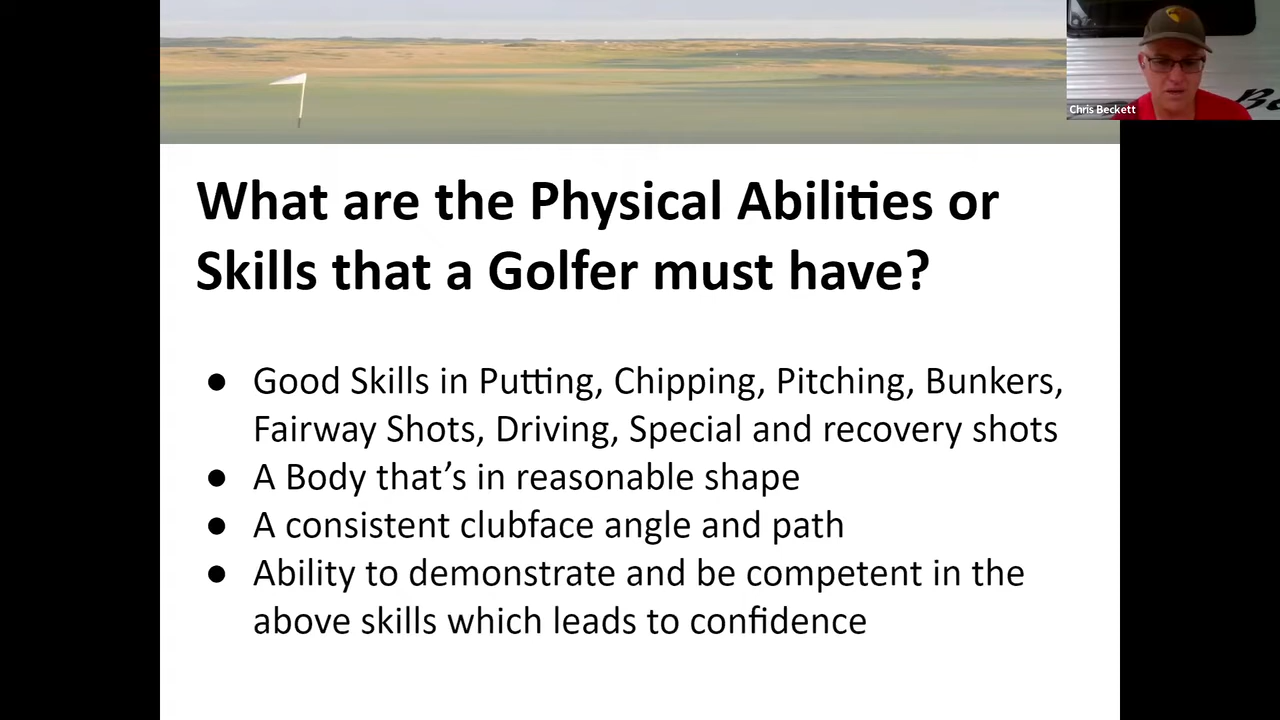 Chris Beckett
What are the Physical Abilities or
Skills that a Golfer must have?
● Good Skills in Putting, Chipping, Pitching, Bunkers,
Fairway Shots, Driving, Special and recovery shots
● A Body that’s in reasonable shape
● A consistent clubface angle and path
● Ability to demonstrate and be competent in the
above skills which leads to confidence